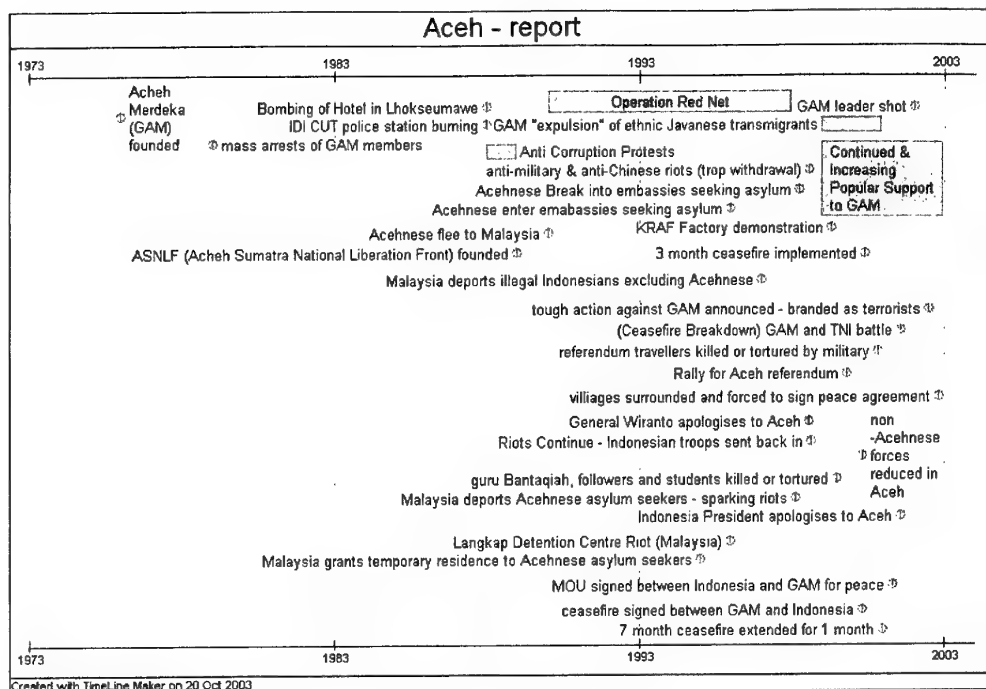 Aceh - report
1973 1983 1993 2003
Acheh
Merdeka
(GAM)
founded
Bombing of Hotel in Lhokseumawe
Operation Red Net
GAM leader shot
IDI CUT police station burning
GAM "expulsion" of ethnic Javanese transmigrants
mass arrests of GAM members
Anti Corruption Protests
Continued &
Increasing
Popular Support
to GAM
anti-military & anti-Chinese riots (trop withdrawal)
Acehnese Break into embassies seeking asylum
Acehnese enter emabassies seeking asylum
KRAF Factory demonstration
Acehnese flee to Malaysia
ASNLF (Acheh Sumatra National Liberation Front) founded
3 month ceasefire implemented
Malaysia deports illegal Indonesians excluding Acehnese
tough action against GAM announced - branded as terrorists
(Ceasefire Breakdown) GAM and TNI battle
referendum travellers killed or tortured by military
Rally for Aceh referendum
villiages surrounded and forced to sign peace agreement
General Wiranto apologises to Aceh
non
-Acehnese
forces
reduced in
Aceh
Riots Continue - Indonesian troops sent back in
guru Bantaqiah, followers and students killed or tortured
Malaysia deports Acehnese asylum seekers - sparking riots
Indonesia President apologises to Aceh
Langkap Detention Centre Riot (Malaysia)
Malaysia grants temporary residence to Acehnese asylum seekers
MOU signed between Indonesia and GAM for peace
ceasefire signed between GAM and Indonesia
7 month ceasefire extended for 1 month
1973 1983 1993 2003
Created with TimeLine Maker on 20 Oct 2003